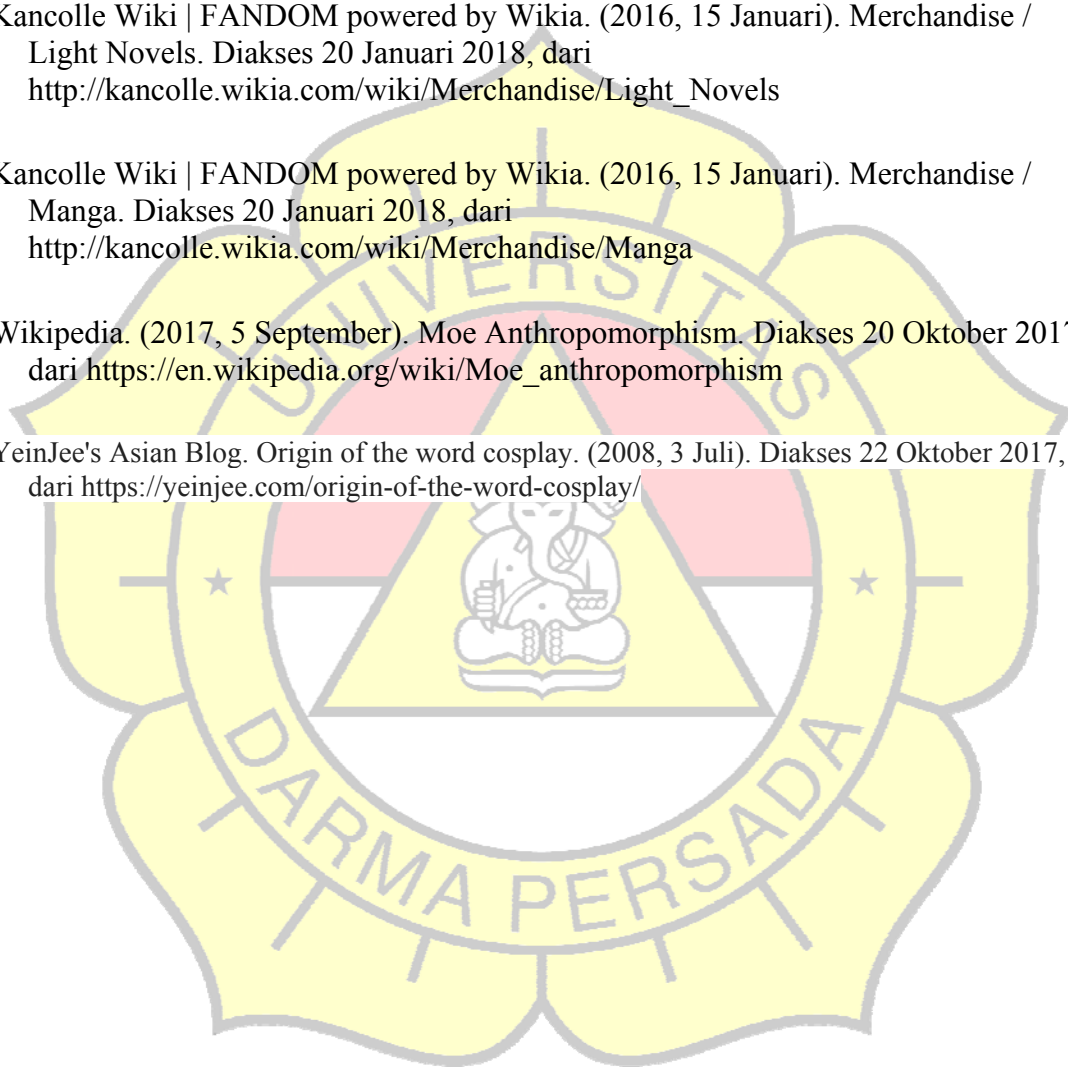 Kancolle Wiki | FANDOM powered by Wikia. (2016, 15 Januari). Merchandise /
Light Novels. Diakses 20 Januari 2018, dari
http://kancolle.wikia.com/wiki/Merchandise/Light_Novels
Kancolle Wiki | FANDOM powered by Wikia. (2016, 15 Januari). Merchandise /
Manga. Diakses 20 Januari 2018, dari
http://kancolle.wikia.com/wiki/Merchandise/Manga
Wikipedia. (2017, 5 September). Moe Anthropomorphism. Diakses 20 Oktober 2017
dari https://en.wikipedia.org/wiki/Moe_anthropomorphism
YeinJee's Asian Blog. Origin of the word cosplay. (2008, 3 Juli). Diakses 22 Oktober 2017,
dari https://yeinjee.com/origin-of-the-word-cosplay/
UNIVERSITAS
DARMA PERSADA